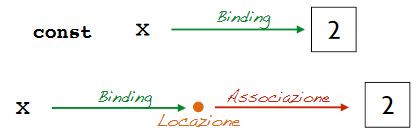 const x Binding 2
x Binding Associazione 2
Locazione